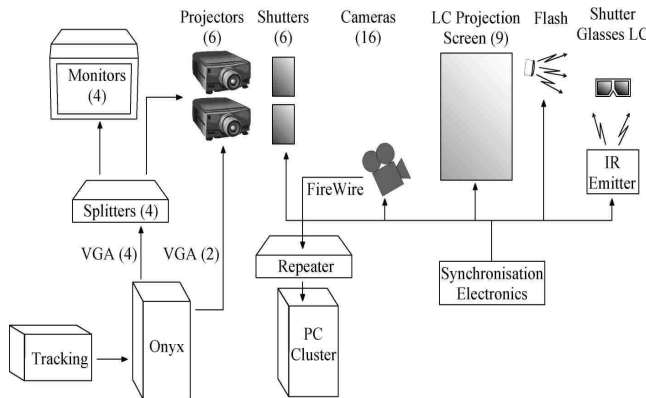 Projectors
(6)
Shutters
(6)
Cameras
(16)
LC Projection
Screen (9)
Flash
Shutter
Glasses LC
Monitors
(4)
FireWire
IR
Emitter
Splitters (4)
VGA (4)
VGA (2)
Repeater
Synchronisation
Electronics
Tracking
Onyx
PC
Cluster